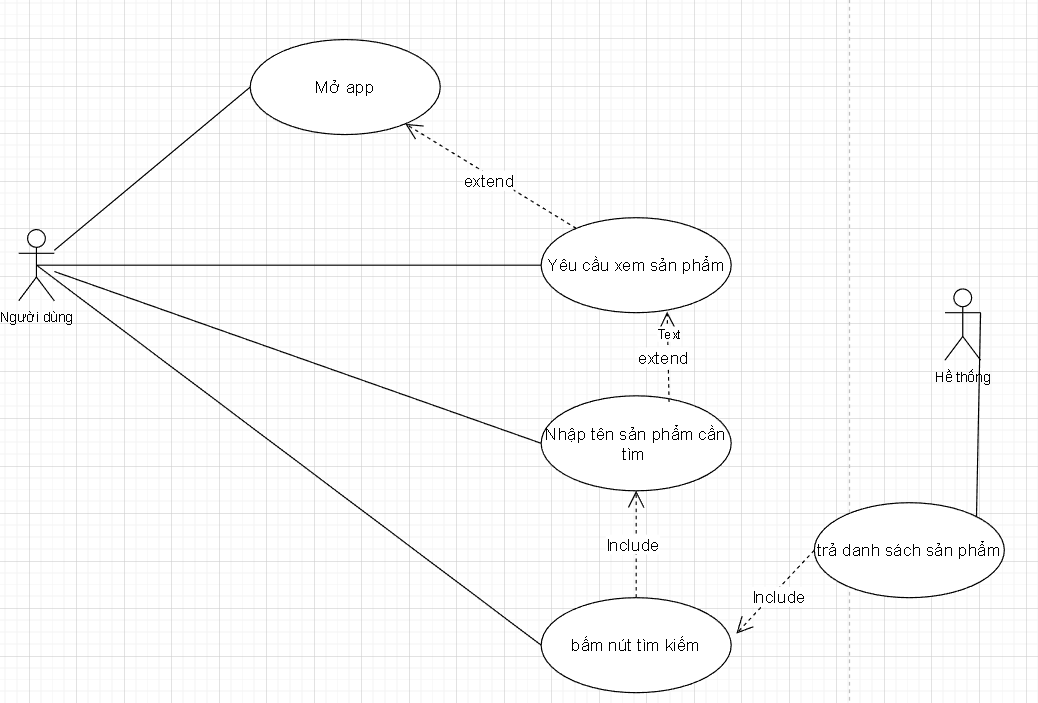 Mở app
extend
Yêu cầu xem sản phẩm
Người dùng
Text
extend
Hệ thống
Nhập tên sản phẩm cần
tìm
Include
trả danh sách sản phẩm
Include
bấm nút tìm kiếm